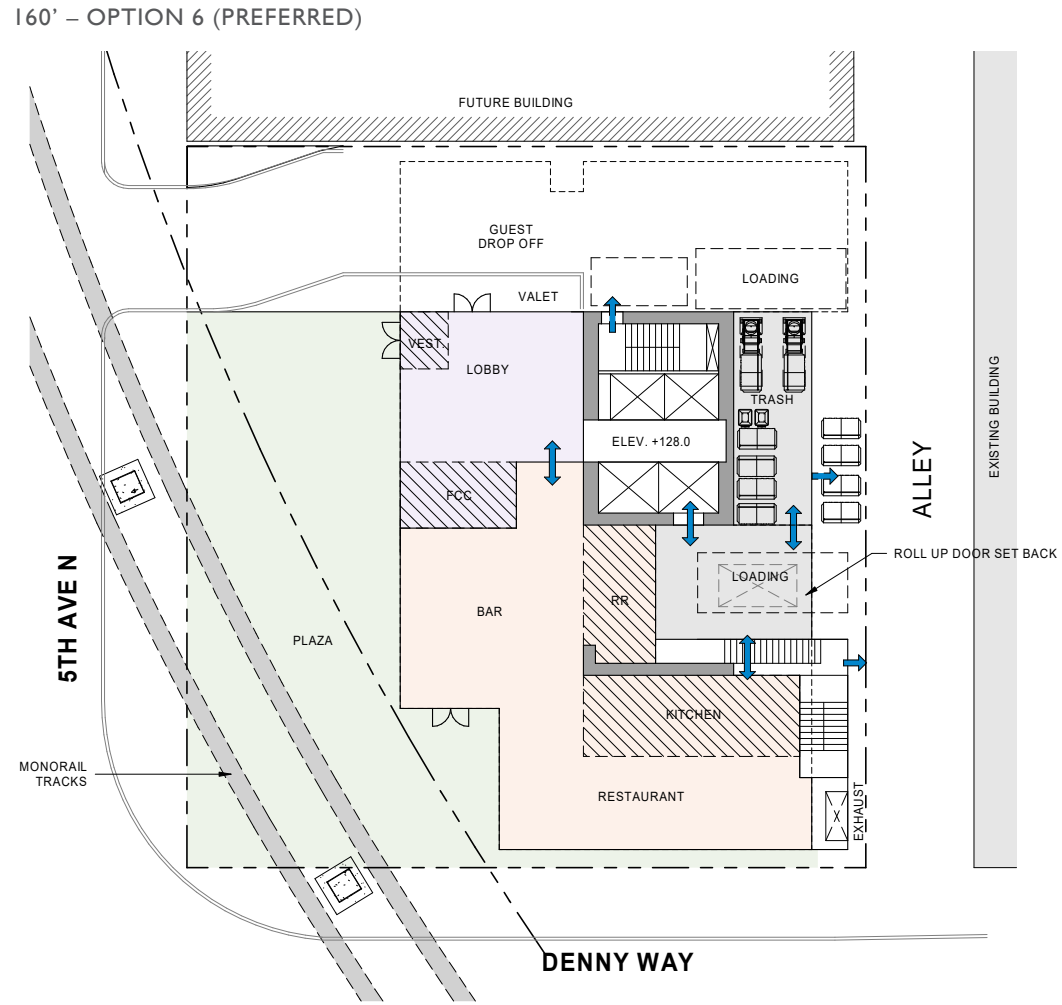 160' – OPTION 6 (PREFERRED)
FUTURE BUILDING
GUEST
DROP OFF
LOADING
VALET
VEST.
LOBBY
TRASH
ELEV. +128.0
EXISTING BUILDING
ALLEY
FCC
ROLL UP DOOR SET BACK
LOADING
RR
BAR
PLAZA
5TH AVE N
KITCHEN
MONORAIL
TRACKS
RESTAURANT
EXHAUST
DENNY WAY